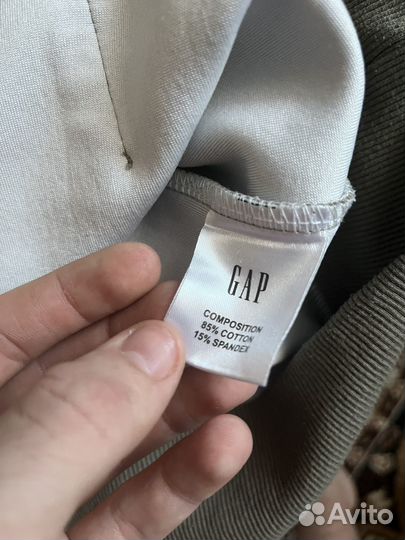 GAP
COMPOSITION
85% COTTON
15% SPANDEX
Avito